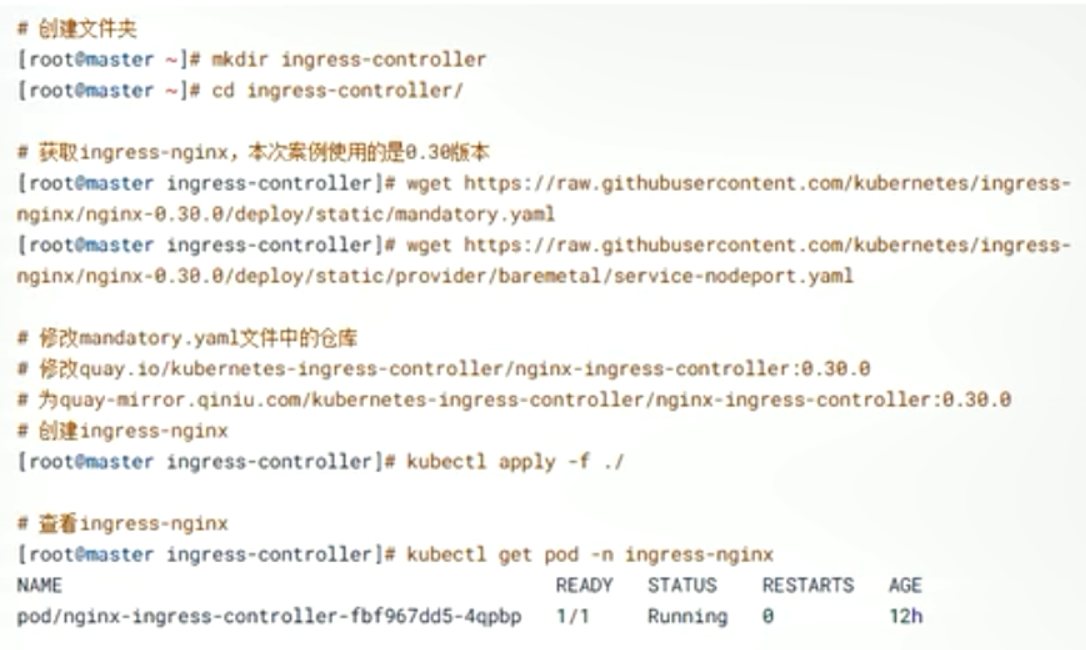 # 创建文件夹
[root@master ~]# mkdir ingress-controller
[root@master ~]# cd ingress-controller/
# 获取ingress-nginx，本次案例使用的是0.30版本
[root@master ingress-controller]# wget https://raw.githubusercontent.com/kubernetes/ingress-
nginx/nginx-0.30.0/deploy/static/mandatory.yaml
[root@master ingress-controller]# wget https://raw.githubusercontent.com/kubernetes/ingress-
nginx/nginx-0.30.0/deploy/static/provider/baremetal/service-nodeport.yaml
# 修改mandatory.yaml文件中的仓库
# 修改quay.io/kubernetes-ingress-controller/nginx-ingress-controller:0.30.0
# 为quay-mirror.qiniu.com/kubernetes-ingress-controller/nginx-ingress-controller:0.30.0
# 创建ingress-nginx
[root@master ingress-controller]# kubectl apply -f ./
# 查看ingress-nginx
[root@master ingress-controller]# kubectl get pod -n ingress-nginx
NAME READY STATUS RESTARTS AGE
pod/nginx-ingress-controller-fbf967dd5-4qpbp 1/1 Running 0 12h